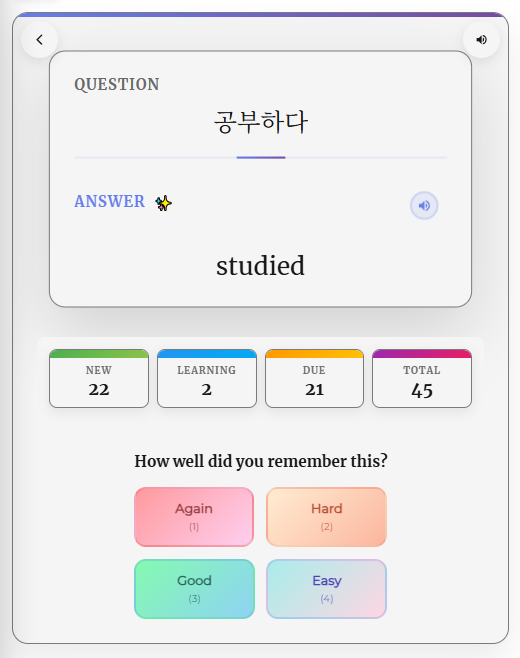 QUESTION
공부하다
ANSWER ✨
studied
NEW
22
LEARNING
2
DUE
21
TOTAL
45
How well did you remember this?
Again
(1)
Hard
(2)
Good
(3)
Easy
(4)